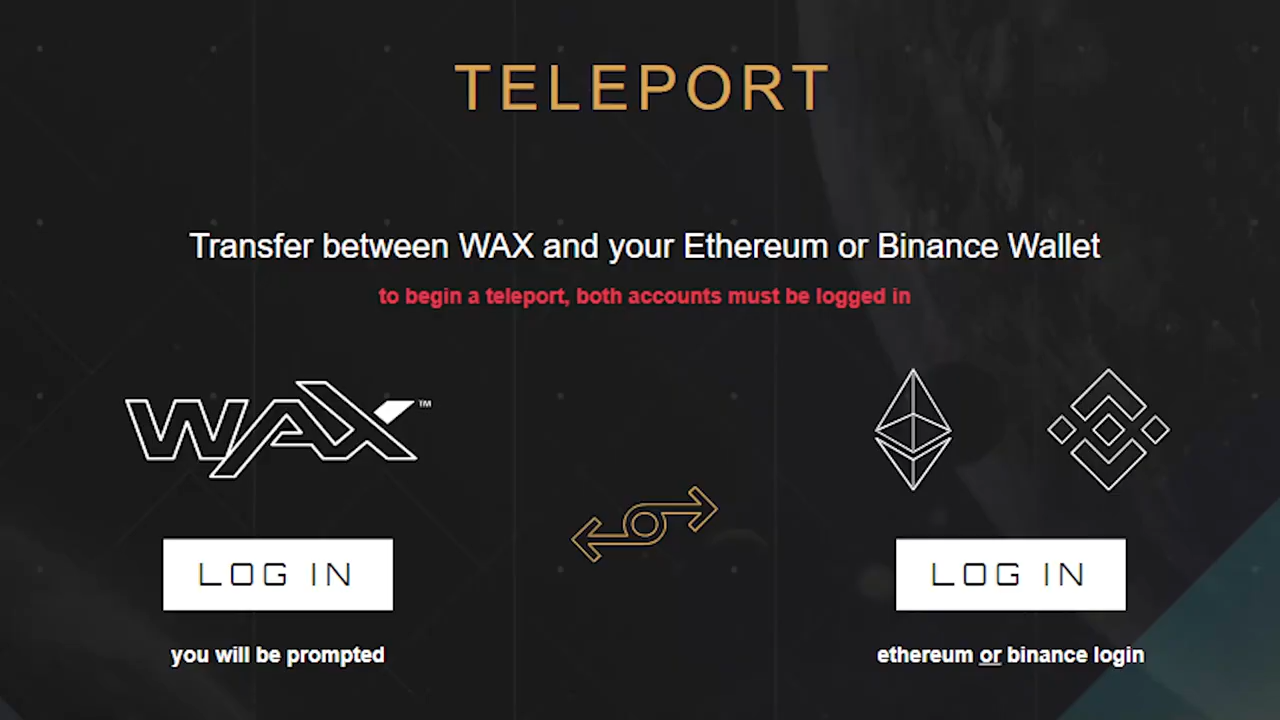 TELEPORT
Transfer between WAX and your Ethereum or Binance Wallet
to begin a teleport, both accounts must be logged in
WAX™
LOG IN
LOG IN
you will be prompted
ethereum or binance login